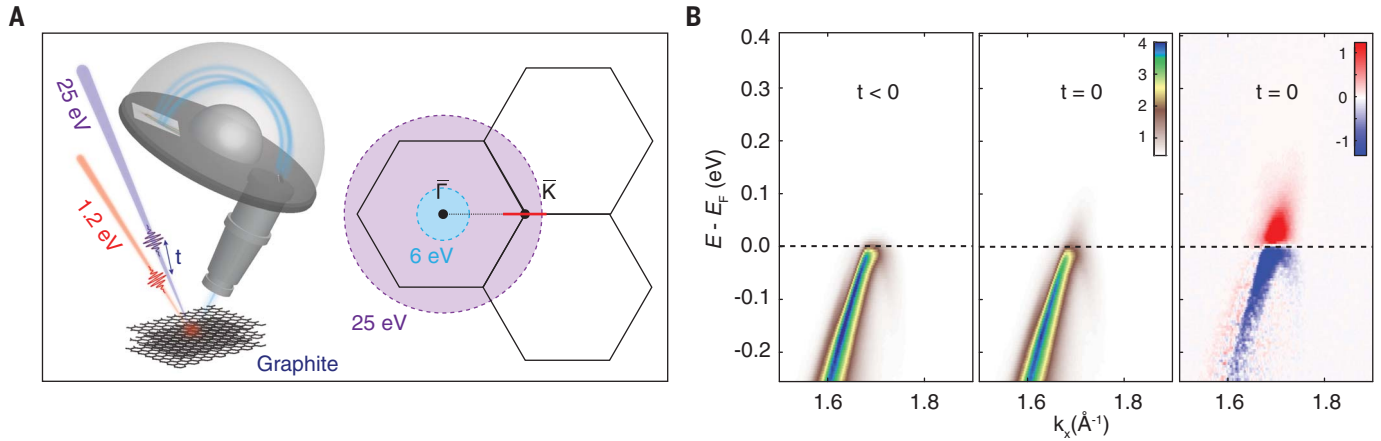 A
25 eV
1.2 eV
t
Graphite
Γ̅
K̅
6 eV
25 eV
B
E - E_F (eV)
0.4
0.3
0.2
0.1
0.0
-0.1
-0.2
t < 0
4
3
2
1
t = 0
t = 0
1
0
-1
1.6 1.8 1.6 1.8 1.6 1.8
k_x(Å⁻¹)